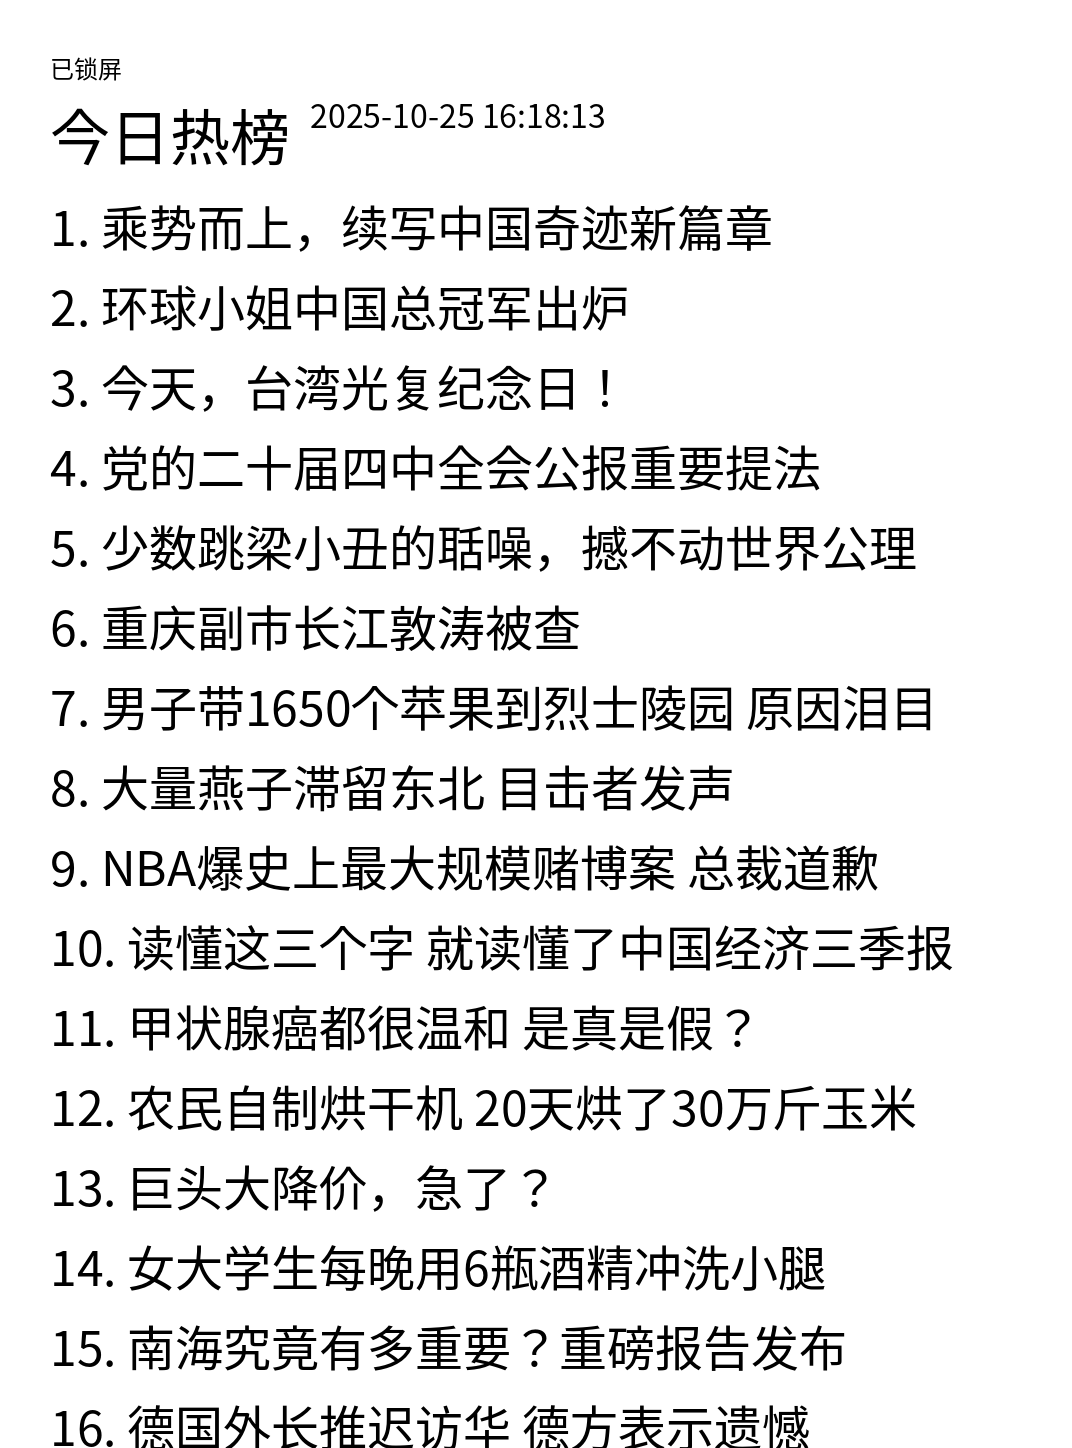 已锁屏
今日热榜 2025-10-25 16:18:13
1. 乘势而上，续写中国奇迹新篇章
2. 环球小姐中国总冠军出炉
3. 今天，台湾光复纪念日！
4. 党的二十届四中全会公报重要提法
5. 少数跳梁小丑的聒噪，撼不动世界公理
6. 重庆副市长江敦涛被查
7. 男子带1650个苹果到烈士陵园 原因泪目
8. 大量燕子滞留东北 目击者发声
9. NBA爆史上最大规模赌博案 总裁道歉
10. 读懂这三个字 就读懂了中国经济三季报
11. 甲状腺癌都很温和 是真是假？
12. 农民自制烘干机 20天烘了30万斤玉米
13. 巨头大降价，急了？
14. 女大学生每晚用6瓶酒精冲洗小腿
15. 南海究竟有多重要？重磅报告发布
16. 德国外长推迟访华 德方表示遗憾